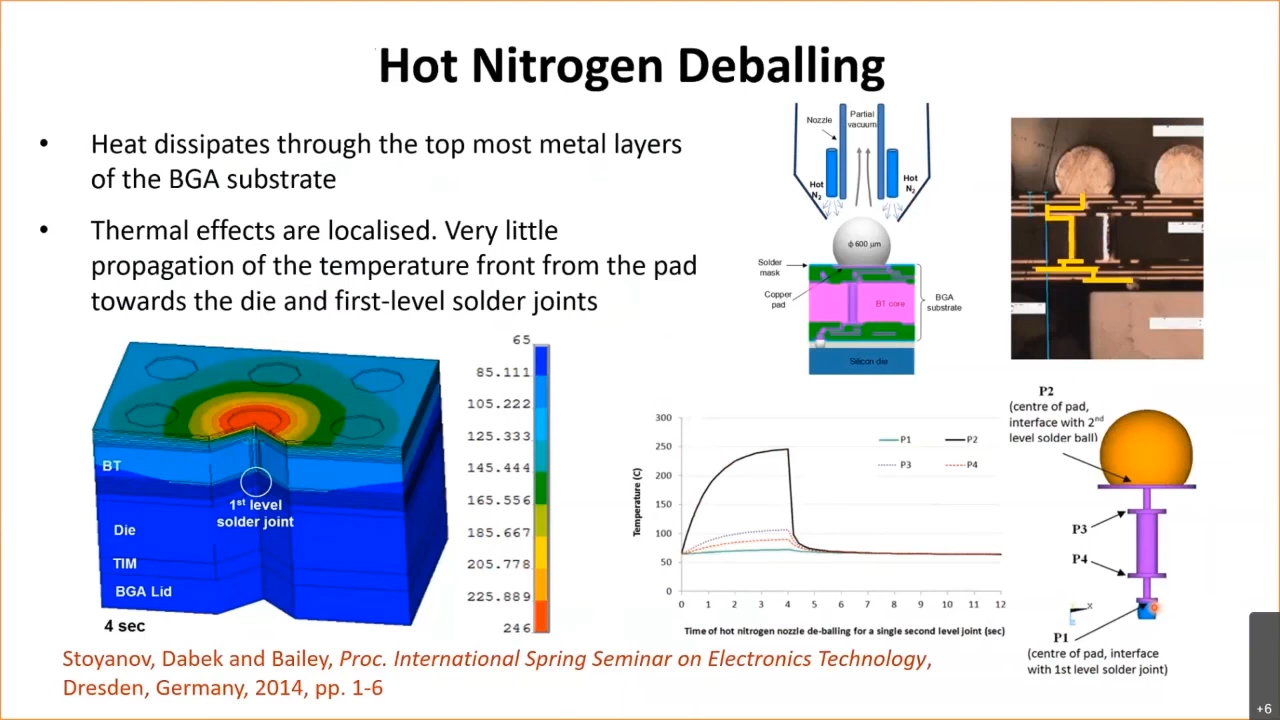 Hot Nitrogen Deballing
• Heat dissipates through the top most metal layers
of the BGA substrate
• Thermal effects are localised. Very little
propagation of the temperature front from the pad
towards the die and first-level solder joints
Nozzle
Partial
vacuum
Hot
N2
Hot
N2
ϕ 600 µm
Solder
mask
Copper
pad
BT core
BGA
substrate
Silicon die
BT
1st level
solder joint
Die
TIM
BGA Lid
4 sec
65
85.111
105.222
125.333
145.444
165.556
185.667
205.778
225.889
246
Temperature (C)
300
250
200
150
100
50
0
P1
P2
P3
P4
0 1 2 3 4 5 6 7 8 9 10 11 12
Time of hot nitrogen nozzle de-balling for a single second level joint (sec)
P2
(centre of pad,
interface with 2nd
level solder ball)
P3
P4
X
P1
(centre of pad, interface
with 1st level solder joint)
Stoyanov, Dabek and Bailey, Proc. International Spring Seminar on Electronics Technology,
Dresden, Germany, 2014, pp. 1-6
+6